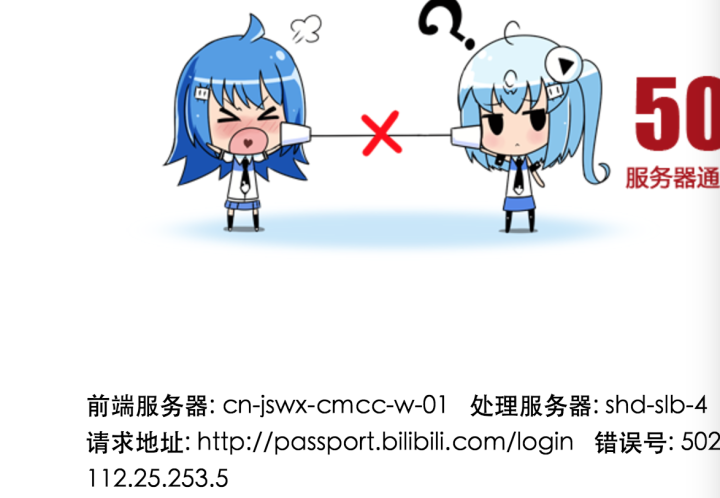 50
服务器通
前端服务器: cn-jswx-cmcc-w-01 处理服务器: shd-slb-4
请求地址: http://passport.bilibili.com/login 错误号: 502
112.25.253.5